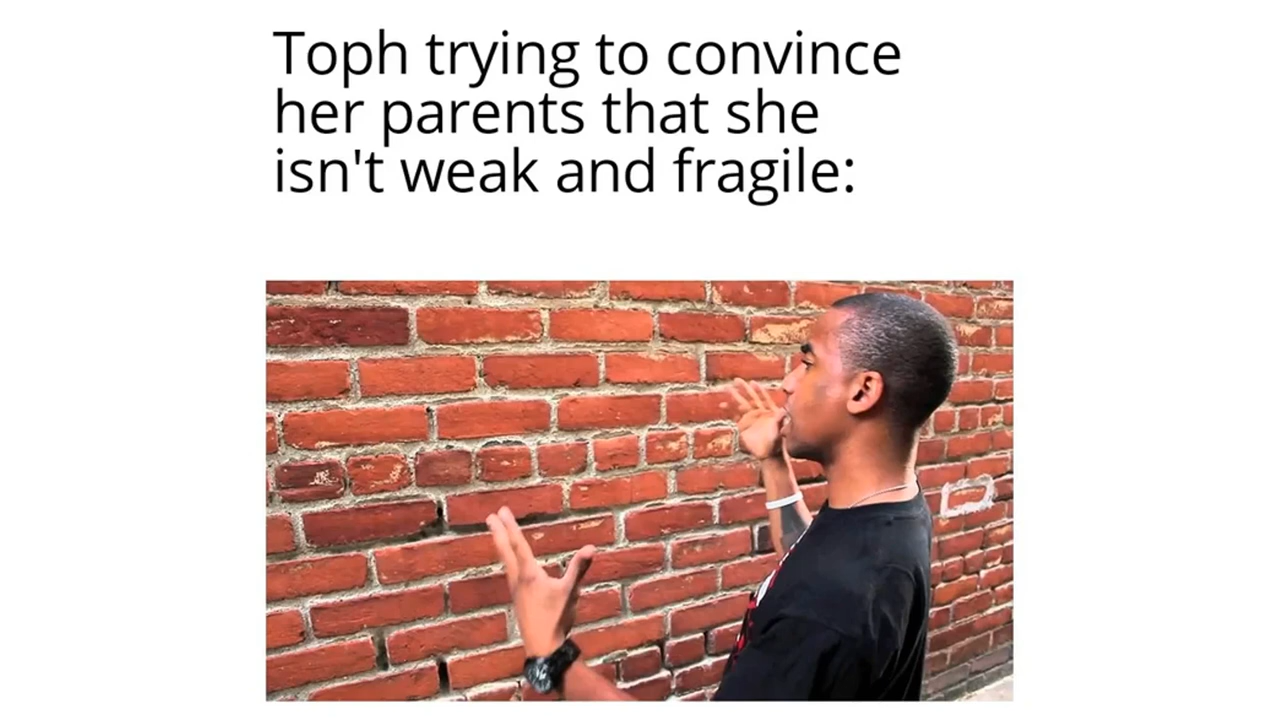 Toph trying to convince
her parents that she
isn't weak and fragile: